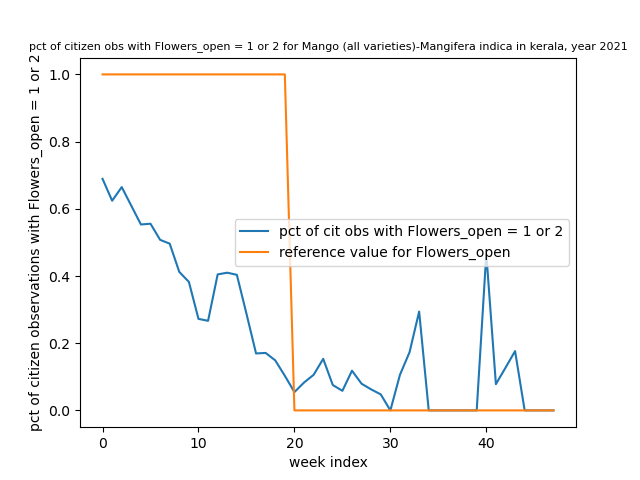 pct of citizen obs with Flowers_open = 1 or 2 for Mango (all varieties)-Mangifera indica in kerala, year 2021
pct of citizen observations with Flowers_open = 1 or 2
1.0
0.8
0.6
0.4
0.2
0.0
pct of cit obs with Flowers_open = 1 or 2
reference value for Flowers_open
0 10 20 30 40
week index